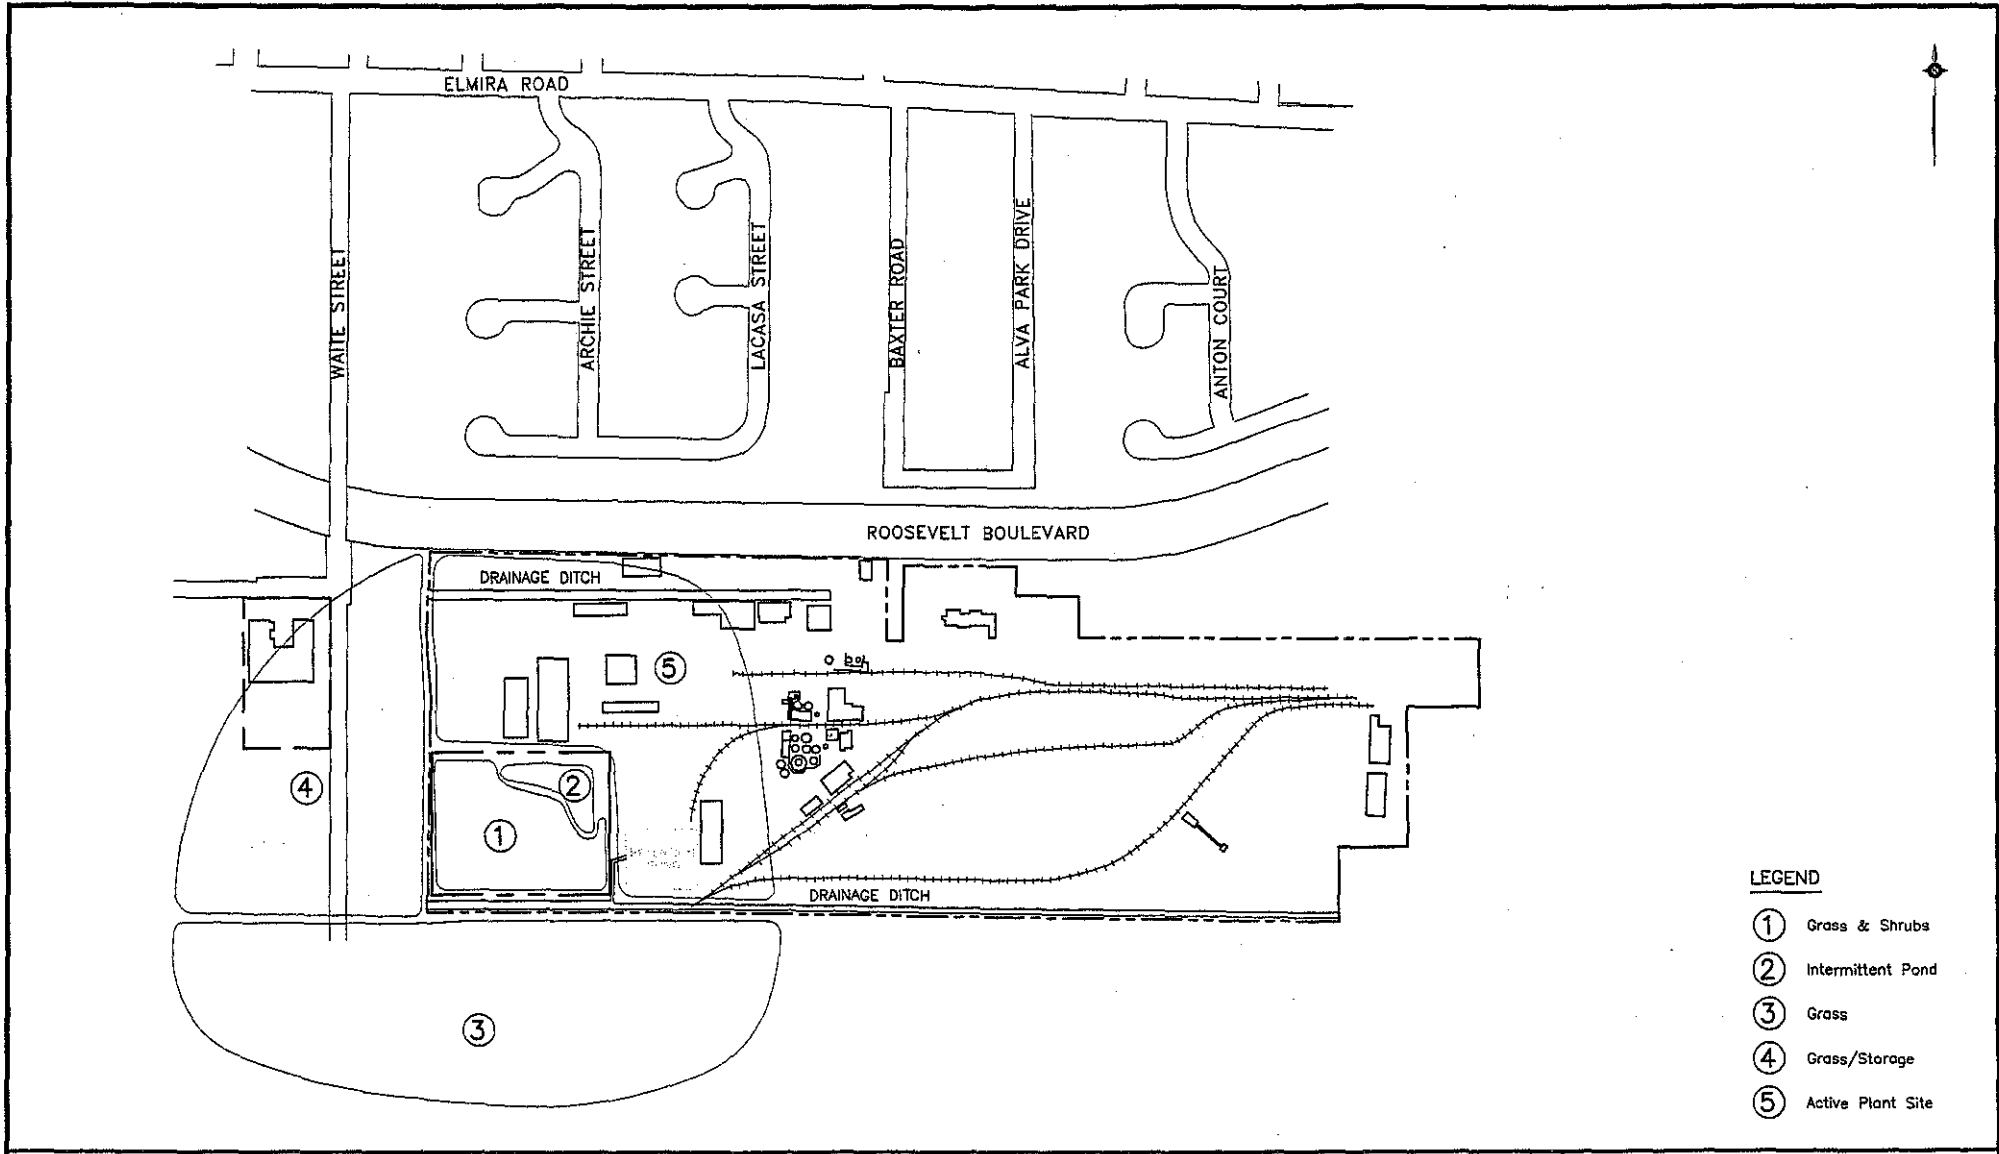 ELMIRA ROAD
WAITE STREET
ARCHIE STREET
LACASA STREET
BAXTER ROAD
ALVA PARK DRIVE
ANTON COURT
ROOSEVELT BOULEVARD
DRAINAGE DITCH
5
4
2
1
DRAINAGE DITCH
3
LEGEND
1 Grass & Shrubs
2 Intermittent Pond
3 Grass
4 Grass/Storage
5 Active Plant Site